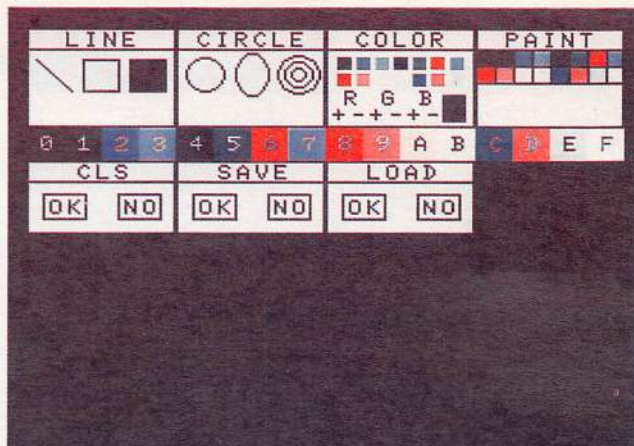 LINE CIRCLE COLOR PAINT
R G B
+-+-+-
0 1 2 3 4 5 6 7 8 9 A B C D E F
CLS SAVE LOAD
OK NO OK NO OK NO